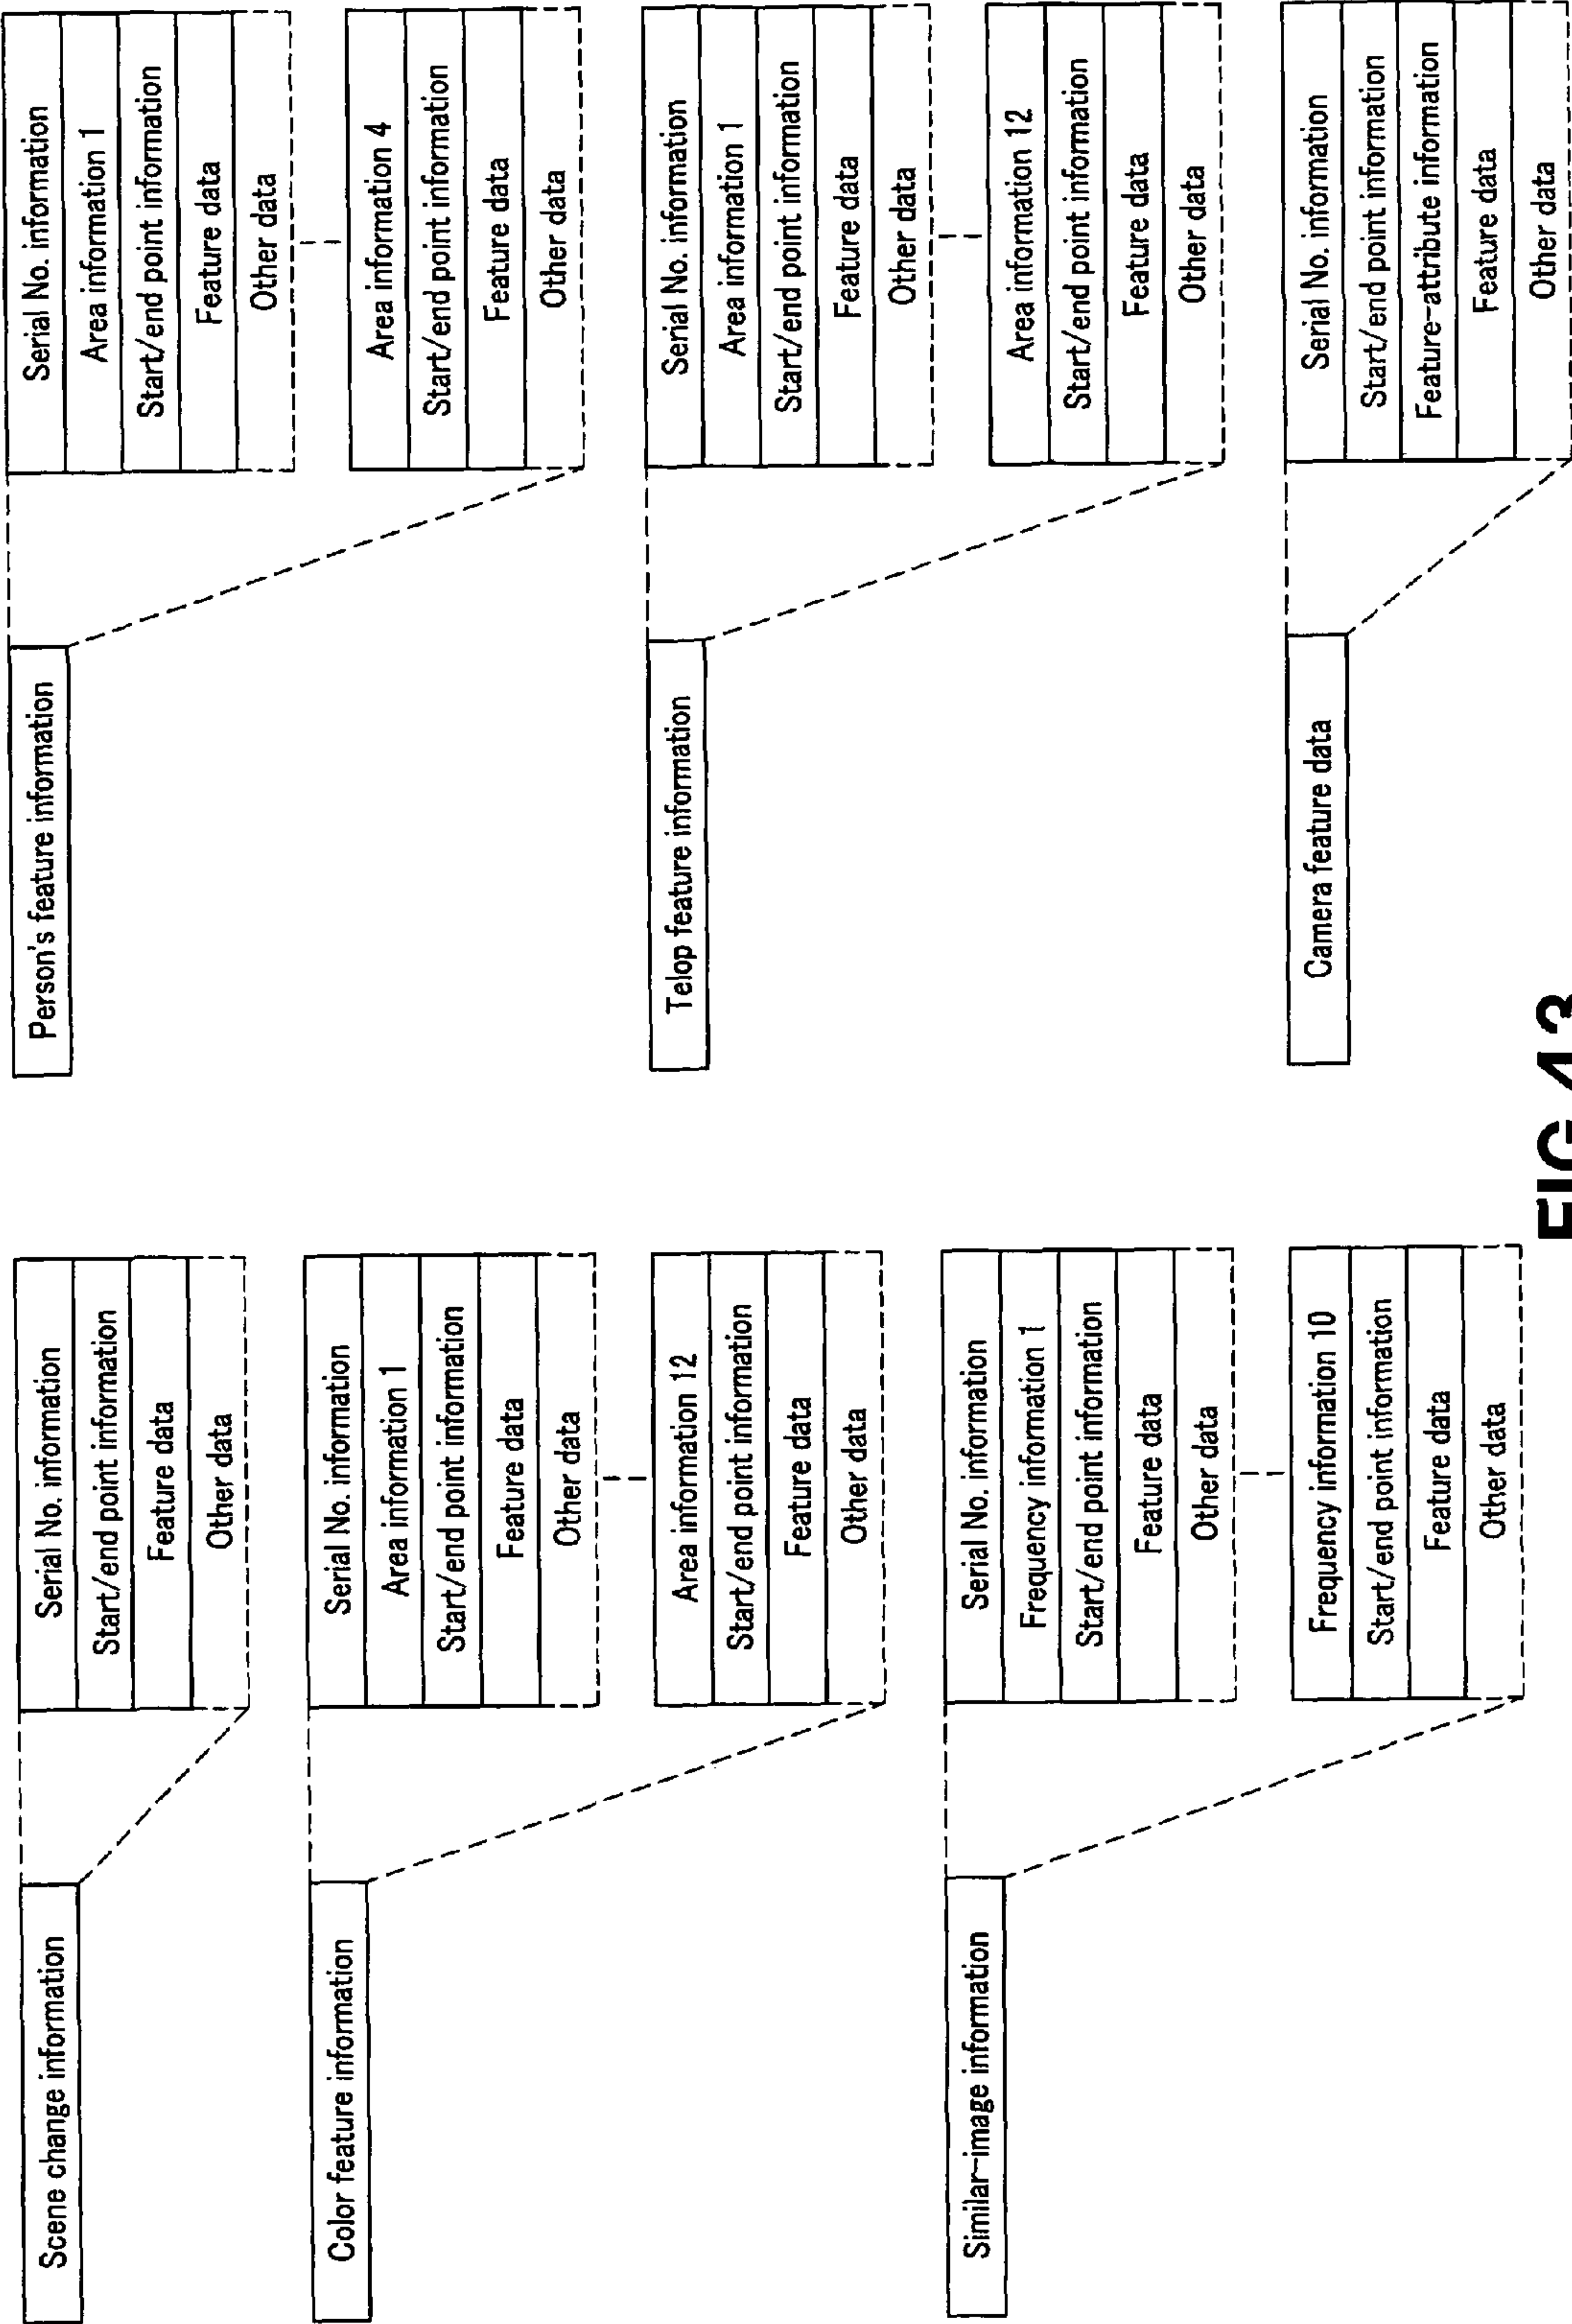 Scene change information
Serial No. information
Start/end point information
Feature data
Other data
Color feature information
Serial No. information
Area information 1
Start/end point information
Feature data
Other data
Area information 12
Start/end point information
Feature data
Other data
Similar-image information
Serial No. information
Frequency information 1
Start/end point information
Feature data
Other data
Frequency information 10
Start/end point information
Feature data
Other data
Person's feature information
Serial No. information
Area information 1
Start/end point information
Feature data
Other data
Area information 4
Start/end point information
Feature data
Other data
Telop feature information
Serial No. information
Area information 1
Start/end point information
Feature data
Other data
Area information 12
Start/end point information
Feature data
Other data
Camera feature data
Serial No. information
Start/end point information
Feature-attribute information
Feature data
Other data